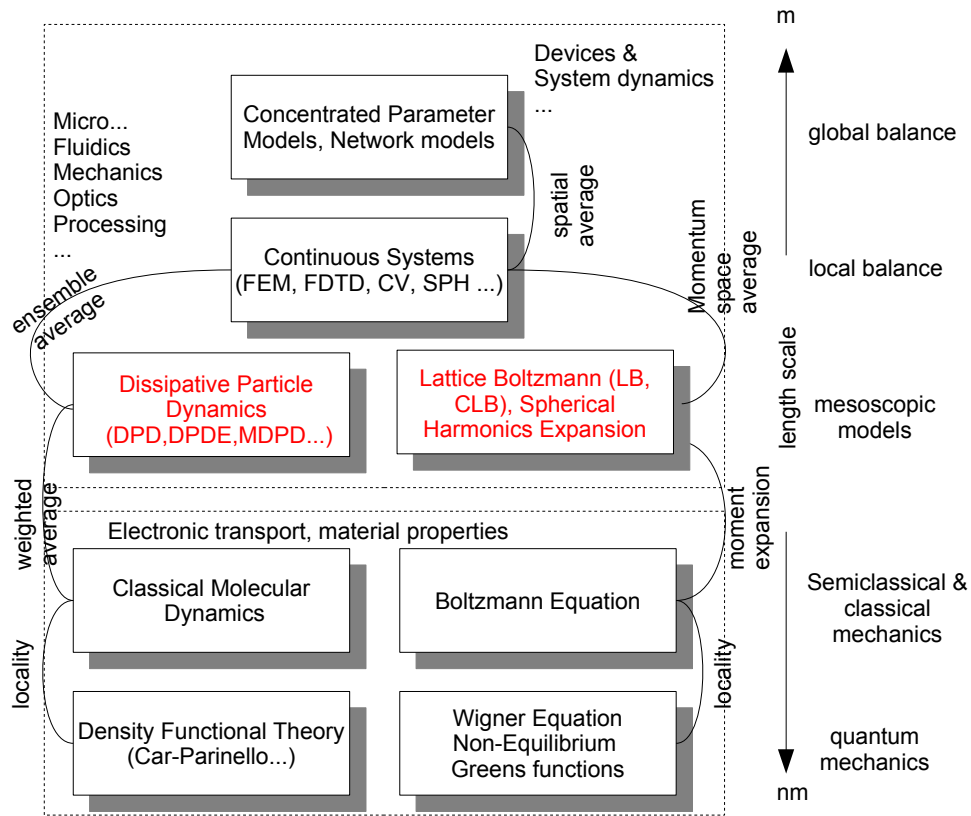 m
Devices &
System dynamics
...
Concentrated Parameter
Models, Network models
Micro...
Fluidics
Mechanics
Optics
Processing
...
global balance
spatial
average
Continuous Systems
(FEM, FDTD, CV, SPH ...)
Momentum
space
average
local balance
ensemble
average
Dissipative Particle
Dynamics
(DPD,DPDE,MDPD...)
Lattice Boltzmann (LB,
CLB), Spherical
Harmonics Expansion
length scale
mesoscopic
models
weighted
average
moment
expansion
Electronic transport, material properties
Classical Molecular
Dynamics
Boltzmann Equation
Semiclassical &
classical
mechanics
locality
locality
Density Functional Theory
(Car-Parinello...)
Wigner Equation
Non-Equilibrium
Greens functions
quantum
mechanics
nm